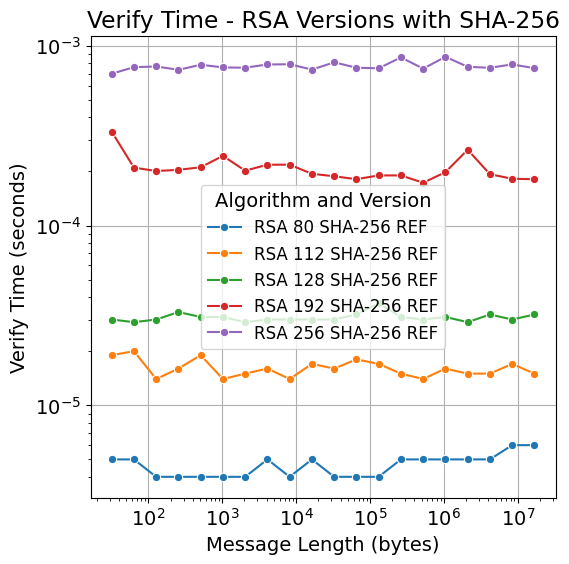 Verify Time - RSA Versions with SHA-256
10⁻³
10⁻⁴
10⁻⁵
Verify Time (seconds)
Algorithm and Version
RSA 80 SHA-256 REF
RSA 112 SHA-256 REF
RSA 128 SHA-256 REF
RSA 192 SHA-256 REF
RSA 256 SHA-256 REF
10² 10³ 10⁴ 10⁵ 10⁶ 10⁷
Message Length (bytes)